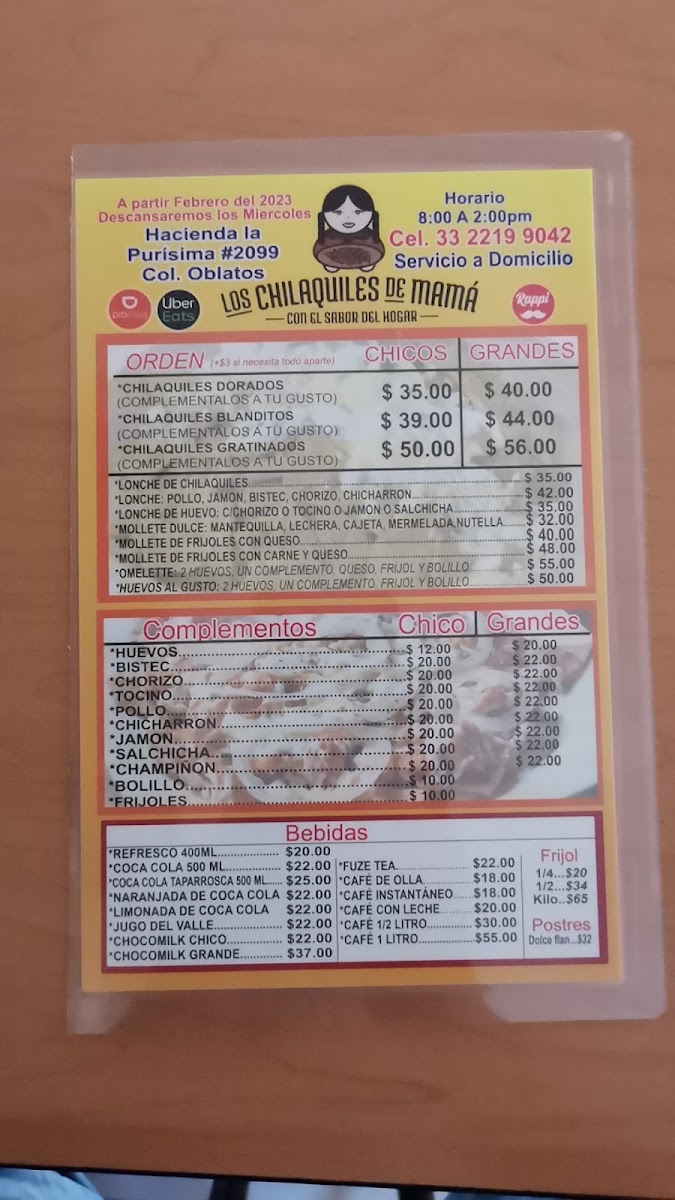 A partir Febrero del 2023
Descansaremos los Miercoles
Hacienda la
Purísima #2099
Col. Oblatos
Horario
8:00 A 2:00pm
Cel. 33 2219 9042
Servicio a Domicilio
DiDi Food
Uber Eats
LOS CHILAQUILES DE MAMÁ
CON EL SABOR DEL HOGAR
Rappi
ORDEN (+$3 si necesita todo aparte) CHICOS GRANDES
*CHILAQUILES DORADOS $ 35.00 $ 40.00
(COMPLEMENTALOS A TU GUSTO)
*CHILAQUILES BLANDITOS $ 39.00 $ 44.00
(COMPLEMENTALOS A TU GUSTO)
*CHILAQUILES GRATINADOS $ 50.00 $ 56.00
(COMPLEMENTALOS A TU GUSTO)
*LONCHE DE CHILAQUILES $ 35.00
*LONCHE: POLLO, JAMON, BISTEC, CHORIZO, CHICHARRON $ 42.00
*LONCHE DE HUEVO: C/CHORIZO O TOCINO O JAMON O SALCHICHA $ 35.00
*MOLLETE DULCE: MANTEQUILLA, LECHERA, CAJETA, MERMELADA,NUTELLA $ 32.00
*MOLLETE DE FRIJOLES CON QUESO $ 40.00
*MOLLETE DE FRIJOLES CON CARNE Y QUESO $ 48.00
*OMELETTE: 2 HUEVOS, UN COMPLEMENTO, QUESO, FRIJOL Y BOLILLO $ 55.00
*HUEVOS AL GUSTO: 2 HUEVOS, UN COMPLEMENTO, FRIJOL Y BOLILLO $ 50.00
Complementos Chico Grandes
*HUEVOS $ 12.00 $ 20.00
*BISTEC $ 20.00 $ 22.00
*CHORIZO $ 20.00 $ 22.00
*TOCINO $ 20.00 $ 22.00
*POLLO $ 20.00 $ 22.00
*CHICHARRON $ 20.00 $ 22.00
*JAMON $ 20.00 $ 22.00
*SALCHICHA $ 20.00 $ 22.00
*CHAMPIÑON $ 20.00 $ 22.00
*BOLILLO $ 10.00
*FRIJOLES $ 10.00
Bebidas
*REFRESCO 400ML $20.00
*COCA COLA 500 ML $22.00
*COCA COLA TAPARROSCA 500 ML $25.00
*NARANJADA DE COCA COLA $22.00
*LIMONADA DE COCA COLA $22.00
*JUGO DEL VALLE $22.00
*CHOCOMILK CHICO $22.00
*CHOCOMILK GRANDE $37.00
*FUZE TEA $22.00
*CAFÉ DE OLLA $18.00
*CAFÉ INSTANTÁNEO $18.00
*CAFÉ CON LECHE $20.00
*CAFÉ 1/2 LITRO $30.00
*CAFÉ 1 LITRO $55.00
Frijol
1/4...$20
1/2...$34
Kilo..$65
Postres
Dolce flan...$32